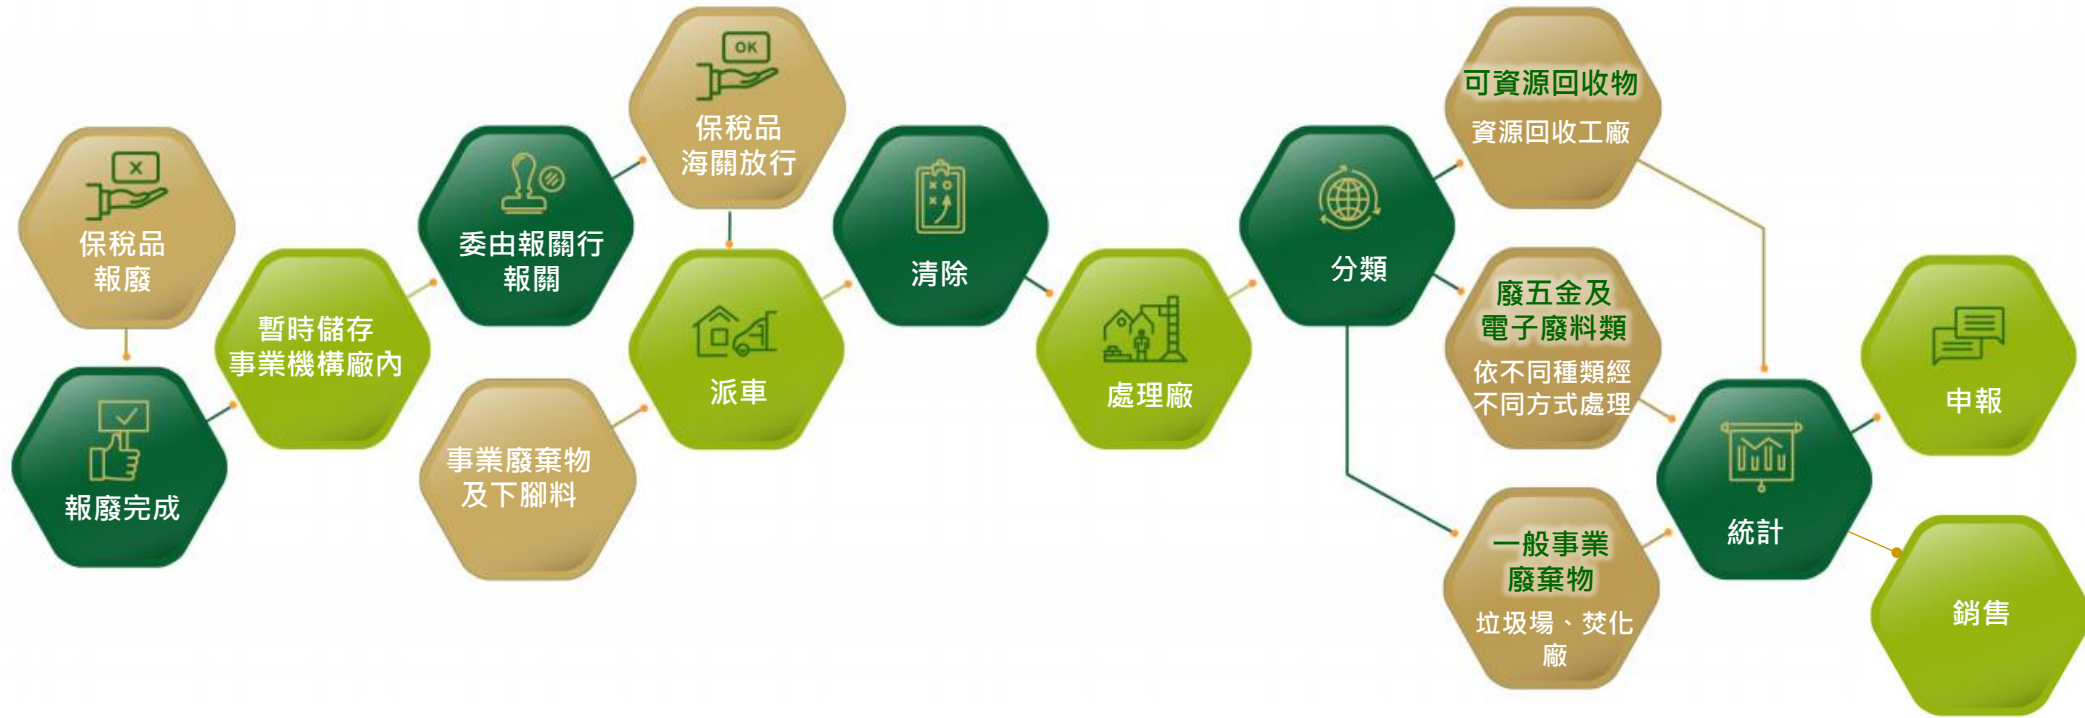 X
保稅品
報廢
報廢完成
暫時儲存
事業機構廠內
委由報關行
報關
OK
保稅品
海關放行
事業廢棄物
及下腳料
派車
清除
處理廠
分類
可資源回收物
資源回收工廠
廢五金及
電子廢料類
依不同種類經
不同方式處理
一般事業
廢棄物
垃圾場、焚化
廠
統計
申報
銷售